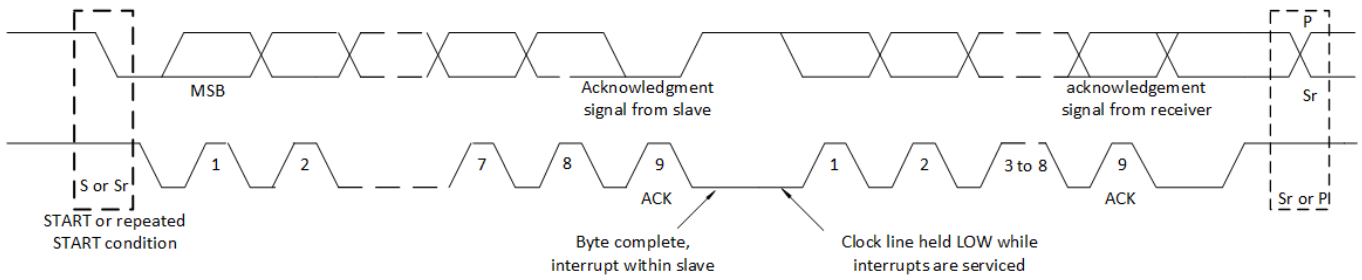 P
MSB
Acknowledgment
signal from slave
acknowledgement
signal from receiver
Sr
1
2
7
8
9
1
2
3 to 8
9
S or Sr
ACK
ACK
Sr or P
START or repeated
START condition
Byte complete,
interrupt within slave
Clock line held LOW while
interrupts are serviced